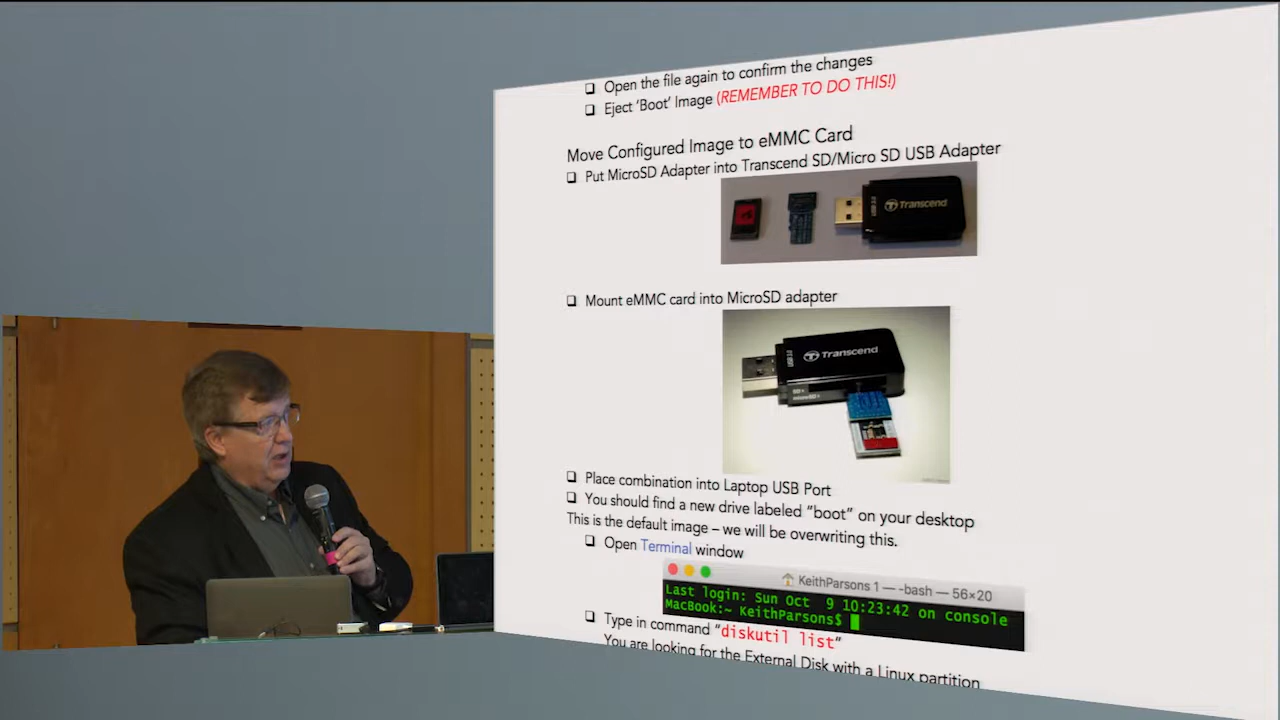 ❑ Open the file again to confirm the changes
❑ Eject 'Boot' Image (REMEMBER TO DO THIS!)
Move Configured Image to eMMC Card
❑ Put MicroSD Adapter into Transcend SD/Micro SD USB Adapter
Transcend
❑ Mount eMMC card into MicroSD adapter
USB 3.0
Transcend
SD
microSD
❑ Place combination into Laptop USB Port
❑ You should find a new drive labeled "boot" on your desktop
This is the default image – we will be overwriting this.
❑ Open Terminal window
KeithParsons 1 — -bash — 56×20
Last login: Sun Oct 9 10:23:42 on console
MacBook:~ KeithParsons$
❑ Type in command "diskutil list"
You are looking for the External Disk with a Linux partition